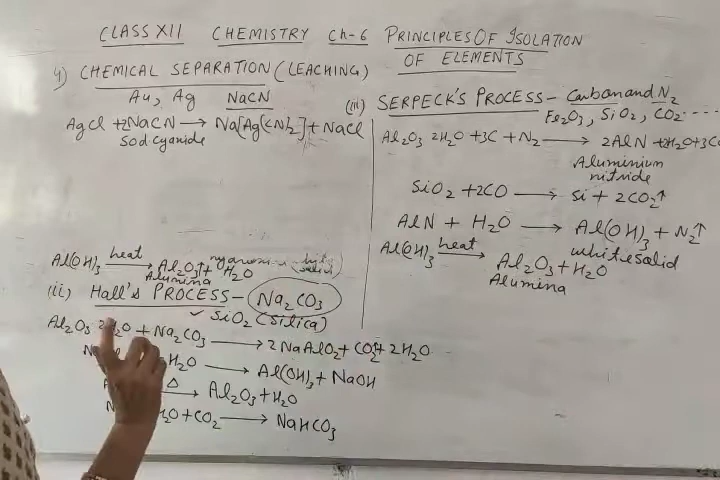 CLASS XII CHEMISTRY Ch-6 PRINCIPLES OF ISOLATION
OF ELEMENTS
4) CHEMICAL SEPARATION (LEACHING)
Au, Ag NaCN
AgCl + 2NaCN → Na[Ag(CN)2] + NaCl
Sod cyanide
Al(OH)3 heat → Al2O3 + H2O
Alumina
(ii) Hall's PROCESS - Na2CO3
✓ SiO2 (Silica)
Al2O3 2H2O + Na2CO3 → 2NaAlO2 + CO2 + 2H2O
H2O → Al(OH)3 + NaOH
Δ → Al2O3 + H2O
+ CO2 → NaHCO3
(iii) SERPECK'S PROCESS - Carbon and N2
Fe2O3, SiO2, CO2 ....
Al2O3 2H2O + 3C + N2 → 2AlN + 2H2O + 3C
Aluminium
nitride
SiO2 + 2CO → Si + 2CO2↑
AlN + H2O → Al(OH)3 + N2↑
white solid
Al(OH)3 heat → Al2O3 + H2O
Alumina